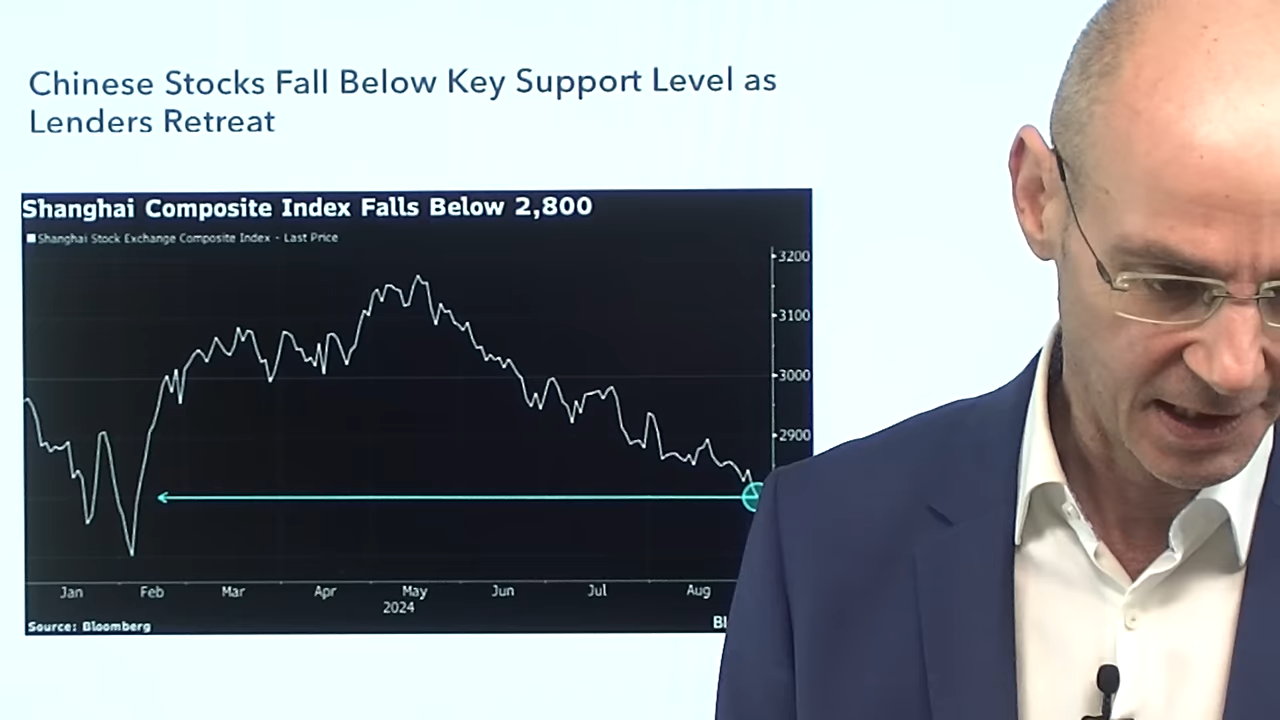 Chinese Stocks Fall Below Key Support Level as
Lenders Retreat
Shanghai Composite Index Falls Below 2,800
Shanghai Stock Exchange Composite Index - Last Price
3200
3100
3000
2900
Jan Feb Mar Apr May Jun Jul Aug
2024
Source: Bloomberg